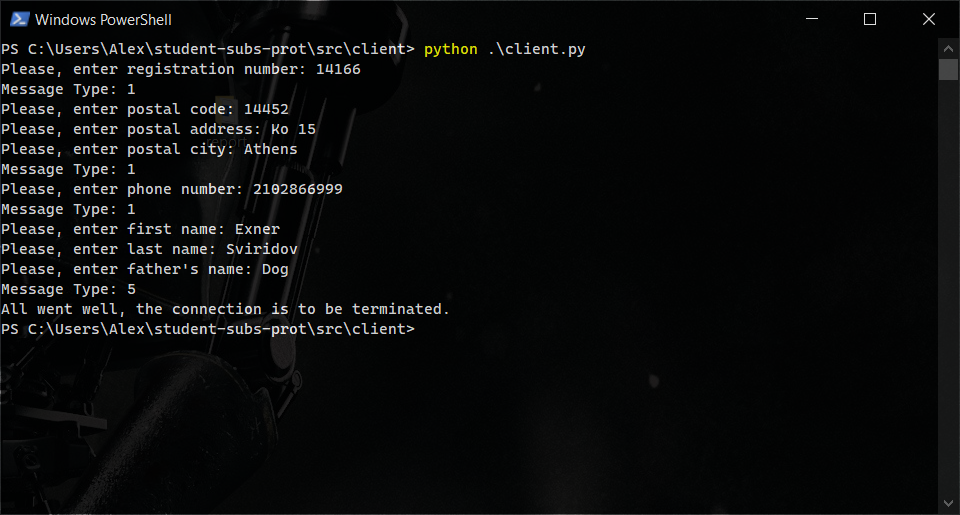 Windows PowerShell
PS C:\Users\Alex\student-subs-prot\src\client> python .\client.py
Please, enter registration number: 14166
Message Type: 1
Please, enter postal code: 14452
Please, enter postal address: Ko 15
Please, enter postal city: Athens
Message Type: 1
Please, enter phone number: 2102866999
Message Type: 1
Please, enter first name: Exner
Please, enter last name: Sviridov
Please, enter father's name: Dog
Message Type: 5
All went well, the connection is to be terminated.
PS C:\Users\Alex\student-subs-prot\src\client>